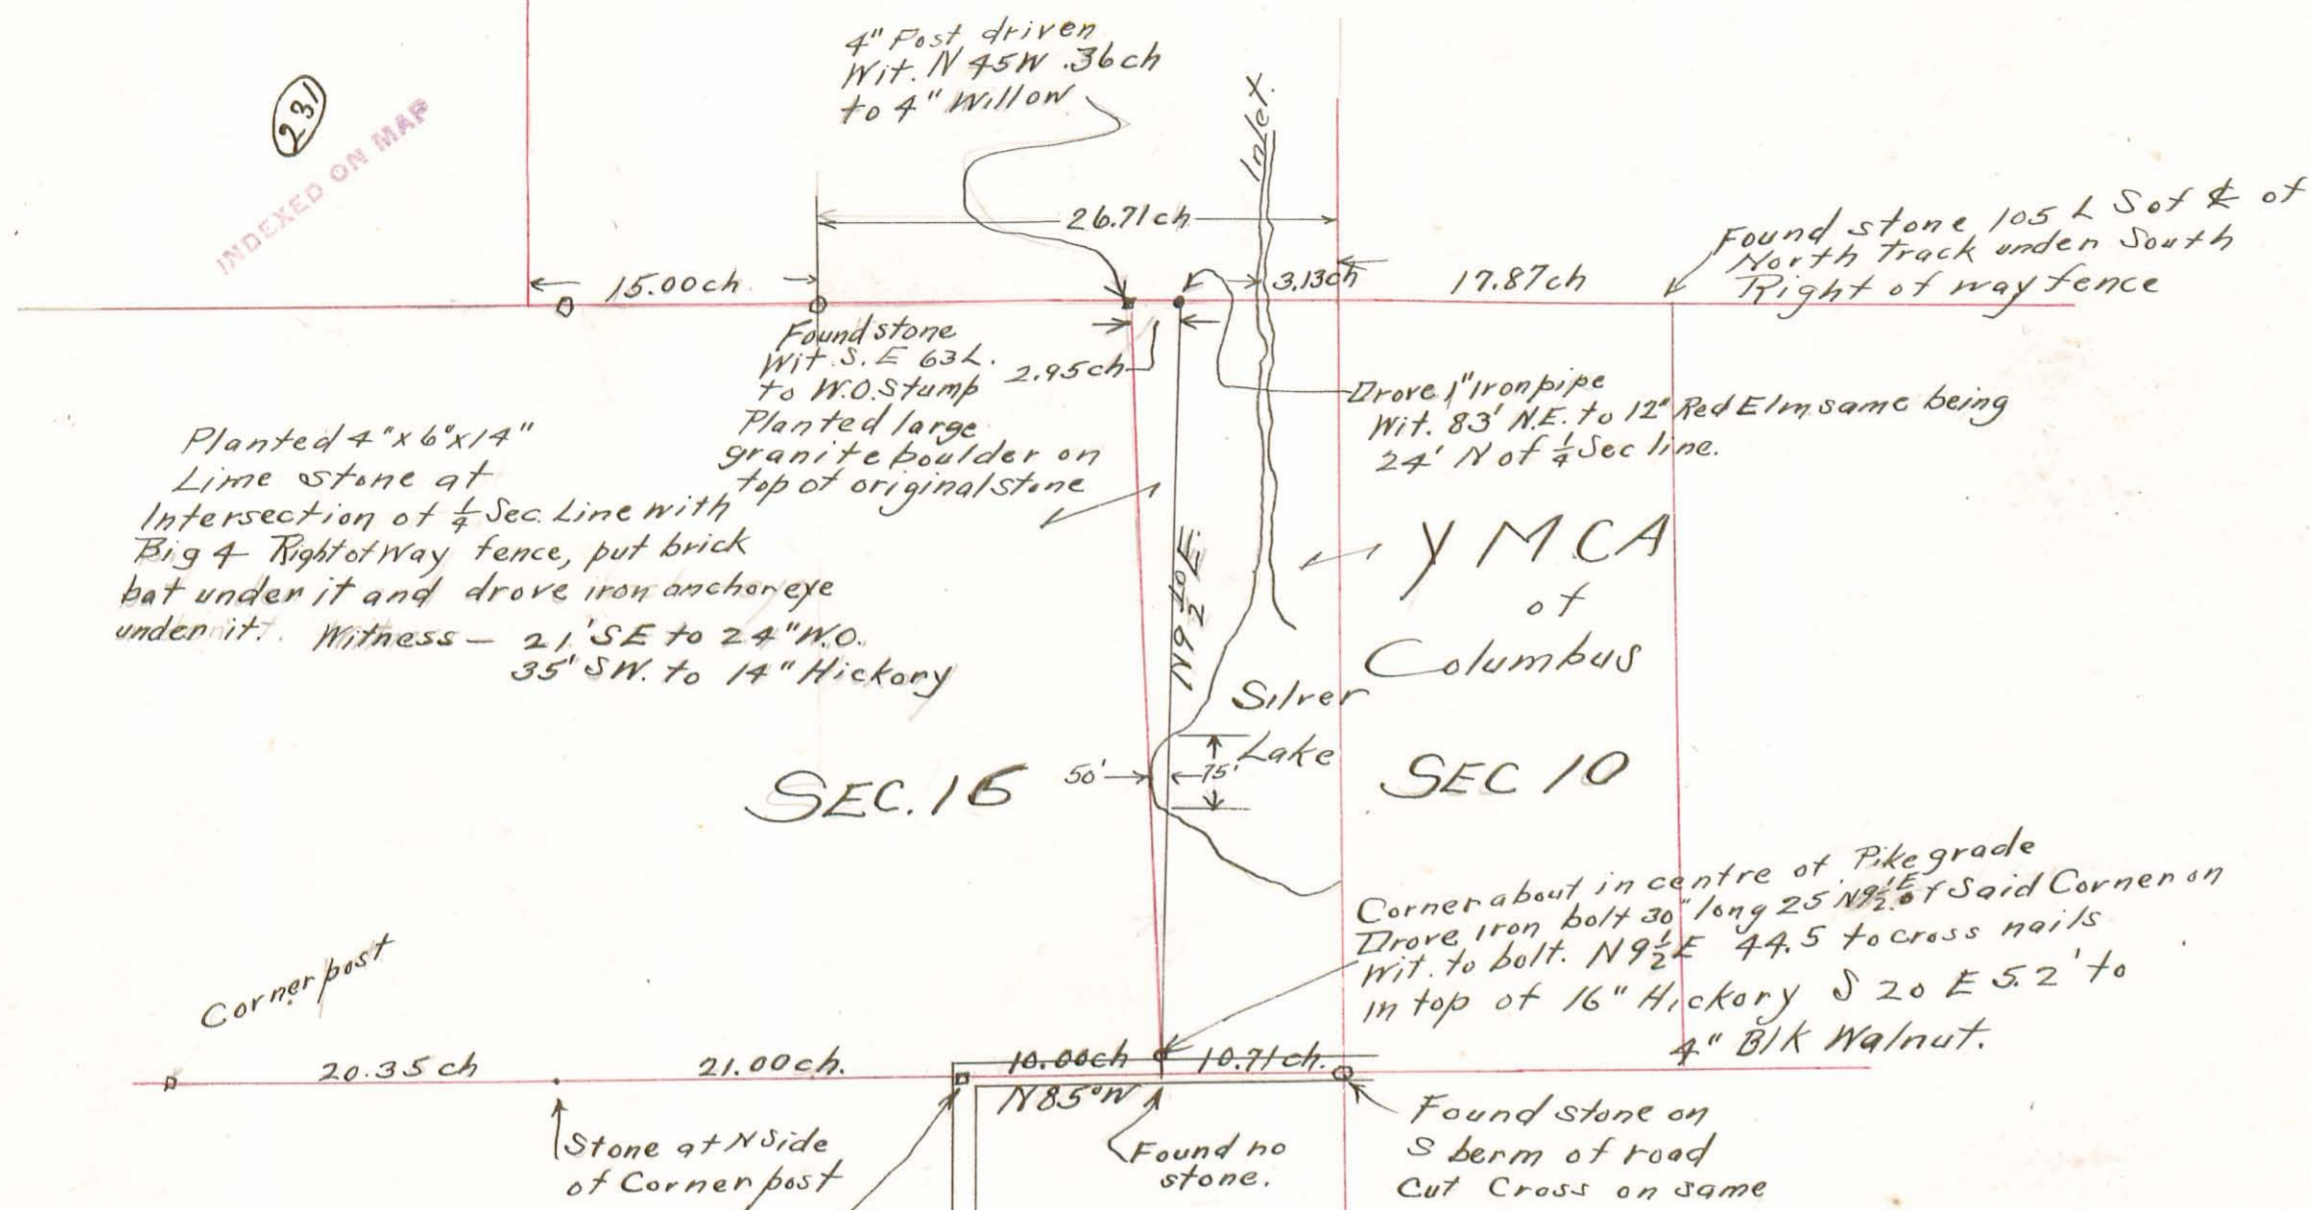 231
INDEXED ON MAP
4" Post driven
Wit. N 45 W .36 ch
to 4" Willow
Inlet.
26.71 ch
15.00 ch.
3.13 ch
17.87 ch
Found stone 105 L S of ℄ of
North Track under South
Right of way fence
Found stone
Wit. S. E 63 L.
to W.O. Stump
Planted large
granite boulder on
top of original stone
2.95 ch
Drove 1" Iron pipe
Wit. 83' N.E. to 12" Red Elm same being
24' N of 1/4 Sec line.
Planted 4" x 6" x 14"
Lime stone at
Intersection of 1/4 Sec. Line with
Big 4 Right of Way fence, put brick
bat under it and drove iron anchor eye
under it. Witness — 21' SE to 24" W.O.
35' SW. to 14" Hickory
N 9 1/2° E.
Y M C A
of
Columbus
Silver
Lake
SEC. 16
50'
75'
SEC 10
Corner about in centre of Pike grade
Drove iron bolt 30" long 25' N 9 1/2 E of Said Corner on
Wit. to bolt. N 9 1/2 E 44.5 to cross nails
in top of 16" Hickory S 20 E 5.2' to
4" Blk Walnut.
Corner post
20.35 ch
21.00 ch.
10.00 ch
10.71 ch.
N 85° W
Stone at N Side
of Corner post
Found no
stone.
Found stone on
S berm of road
Cut Cross on same